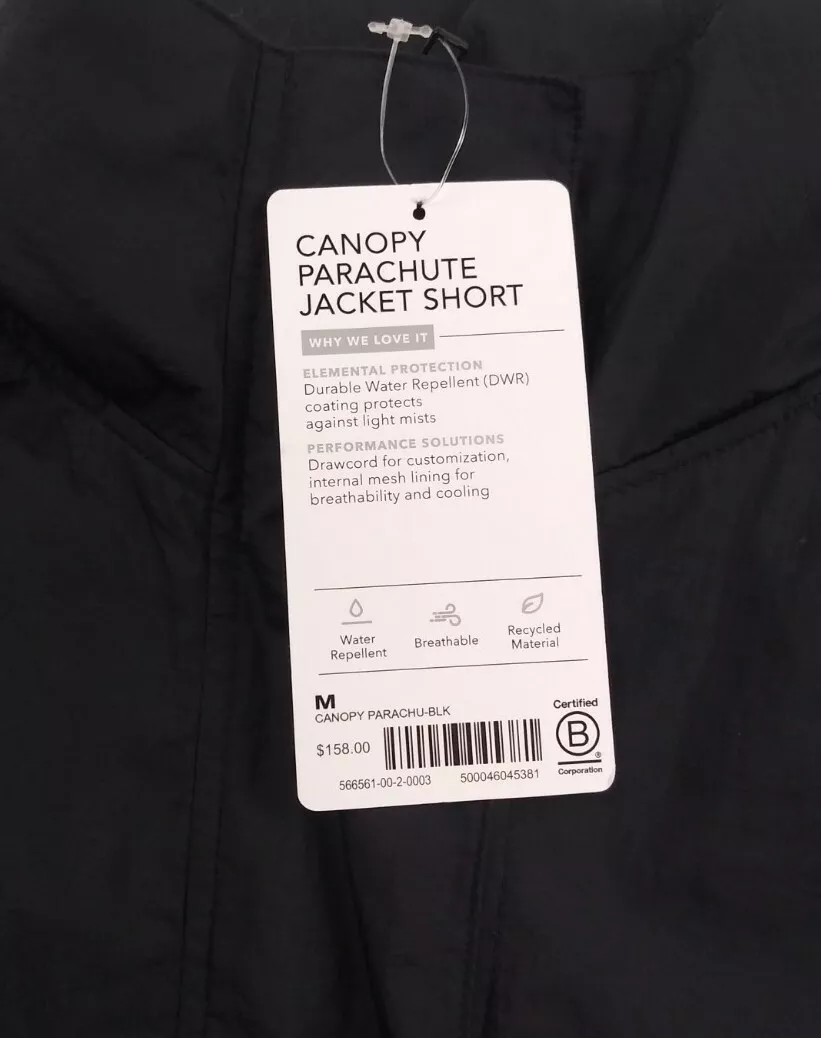 CANOPY
PARACHUTE
JACKET SHORT
WHY WE LOVE IT
ELEMENTAL PROTECTION
Durable Water Repellent (DWR)
coating protects
against light mists
PERFORMANCE SOLUTIONS
Drawcord for customization,
internal mesh lining for
breathability and cooling
Water
Repellent
Breathable
Recycled
Material
M
CANOPY PARACHU-BLK
$158.00
566561-00-2-0003 500046045381
Certified
B
®
Corporation